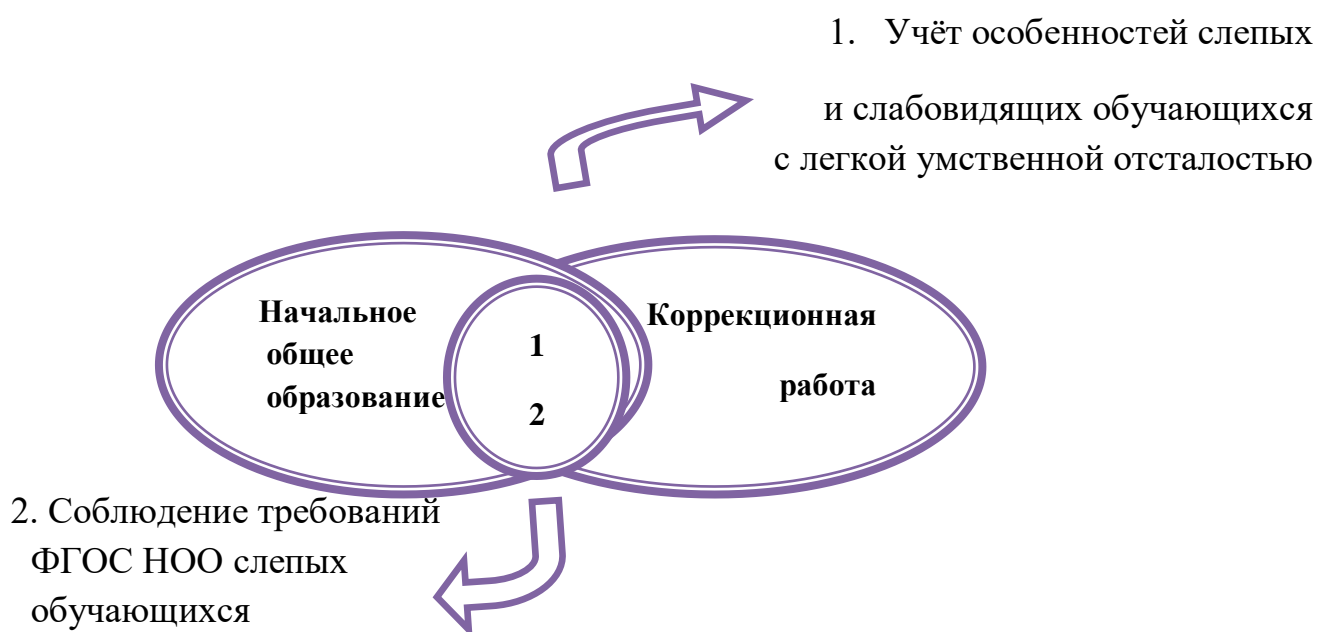 1. Учёт особенностей слепых
и слабовидящих обучающихся
с легкой умственной отсталостью
Начальное
общее
образование
1
2
Коррекционная
работа
2. Соблюдение требований
ФГОС НОО слепых
обучающихся